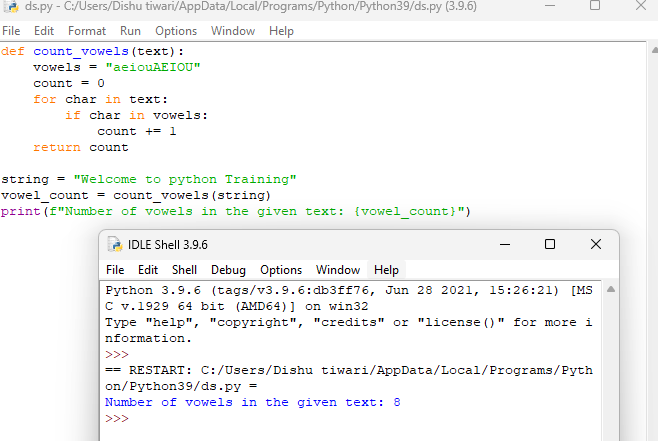 ds.py - C:/Users/Dishu tiwari/AppData/Local/Programs/Python/Python39/ds.py (3.9.6)
File Edit Format Run Options Window Help
def count_vowels(text):
    vowels = "aeiouAEIOU"
    count = 0
    for char in text:
        if char in vowels:
            count += 1
    return count

string = "Welcome to python Training"
vowel_count = count_vowels(string)
print(f"Number of vowels in the given text: {vowel_count}")
IDLE Shell 3.9.6
File Edit Shell Debug Options Window Help
Python 3.9.6 (tags/v3.9.6:db3ff76, Jun 28 2021, 15:26:21) [MS
C v.1929 64 bit (AMD64)] on win32
Type "help", "copyright", "credits" or "license()" for more i
nformation.
>>>
== RESTART: C:/Users/Dishu tiwari/AppData/Local/Programs/Pyth
on/Python39/ds.py =
Number of vowels in the given text: 8
>>>